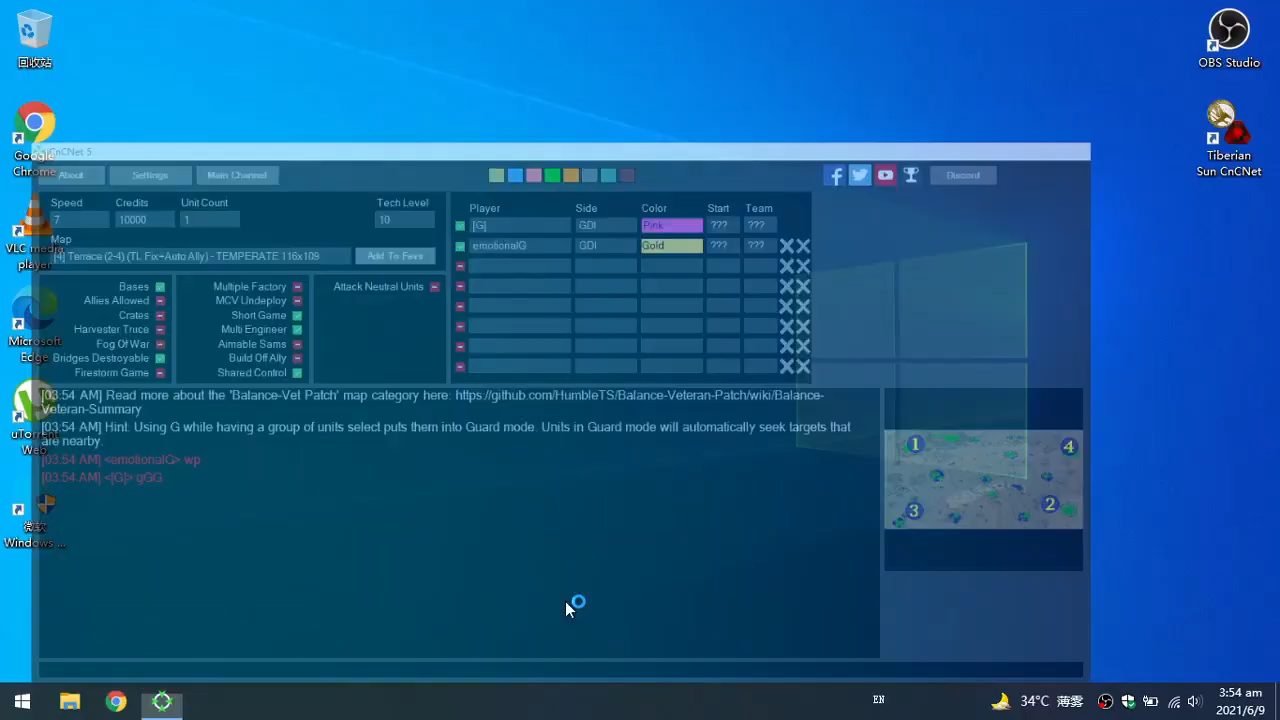 回收站
OBS Studio
Google Chrome
Tiberian Sun CnCNet
VLC media player
Microsoft Edge
uTorrent Web
微软
Windows ...
CnCNet 5
About
Settings
Main Channel
Discord
Speed
Credits
Unit Count
Tech Level
7
10000
1
10
Map
[4] Terrace (2-4) (TL Fix+Auto Ally) - TEMPERATE 116x109
Add To Favs
Player
Side
Color
Start
Team
[G]
GDI
Pink
???
???
emotionalG
GDI
Gold
???
???
Bases
Allies Allowed
Crates
Harvester Truce
Fog Of War
Bridges Destroyable
Firestorm Game
Multiple Factory
MCV Undeploy
Short Game
Multi Engineer
Aimable Sams
Build Off Ally
Shared Control
Attack Neutral Units
[03:54 AM] Read more about the 'Balance-Vet Patch' map category here: https://github.com/HumbleTS/Balance-Veteran-Patch/wiki/Balance-
Veteran-Summary
[03:54 AM] Hint: Using G while having a group of units select puts them into Guard mode. Units in Guard mode will automatically seek targets that
are nearby.
[03:54 AM] <emotionalG> wp
[03:54 AM] <[G]> gGG
1
4
3
2
EN
34°C 薄雾
3:54 am
2021/6/9